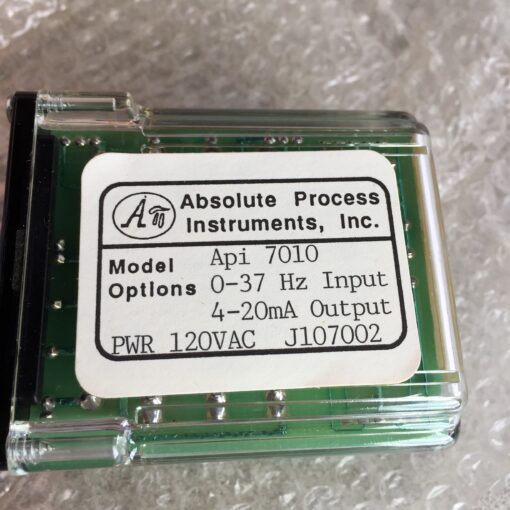 Absolute Process
Instruments, Inc.
Model Api 7010
Options 0-37 Hz Input
4-20mA Output
PWR 120VAC J107002